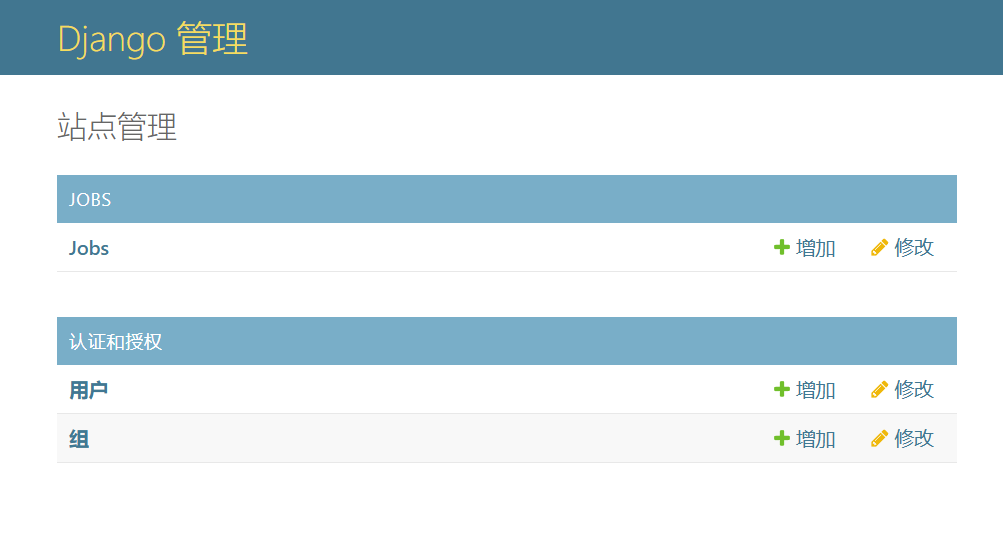 Django 管理
站点管理
JOBS
Jobs 增加 修改
认证和授权
用户 增加 修改
组 增加 修改